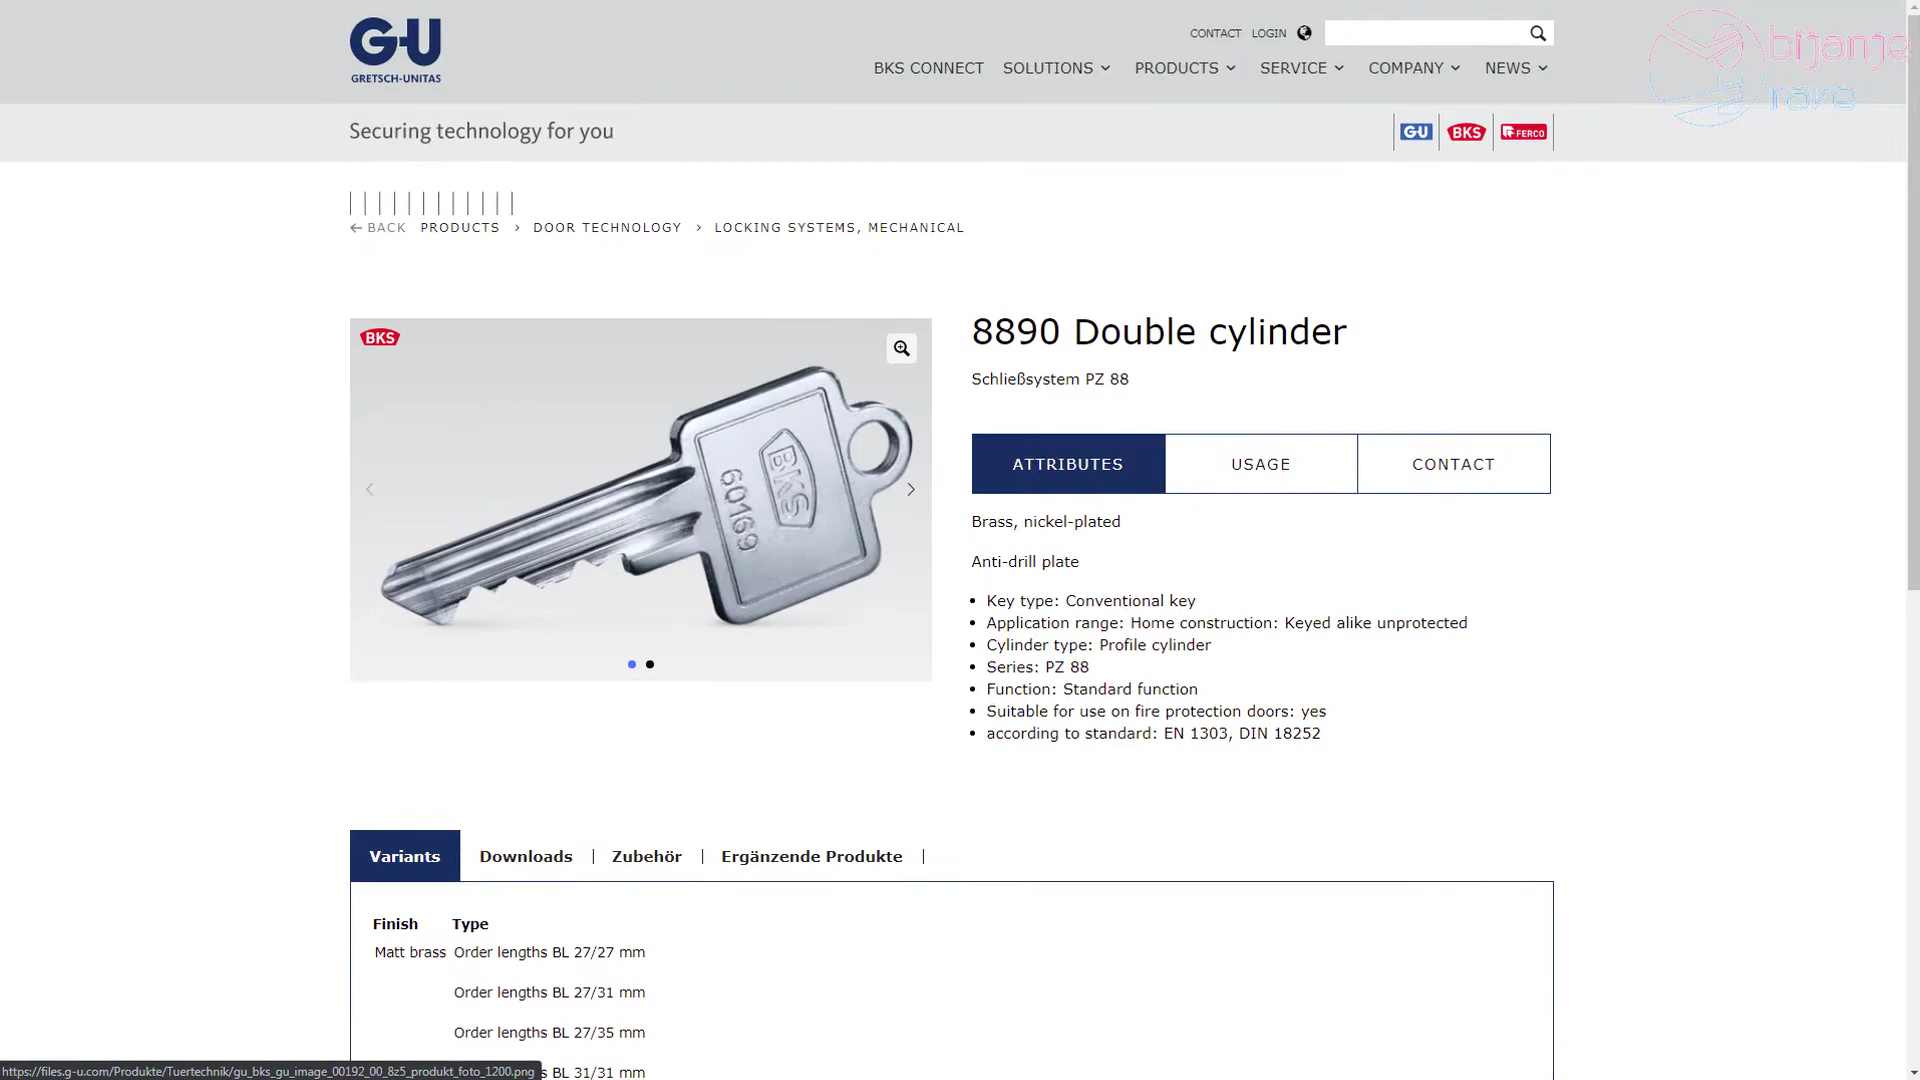 G-U
GRETSCH-UNITAS
CONTACT LOGIN
BKS CONNECT SOLUTIONS PRODUCTS SERVICE COMPANY NEWS
bijanje
rave
Securing technology for you
G-U BKS FERCO
BACK PRODUCTS > DOOR TECHNOLOGY > LOCKING SYSTEMS, MECHANICAL
BKS
BKS
60169
8890 Double cylinder
Schließsystem PZ 88
ATTRIBUTES USAGE CONTACT
Brass, nickel-plated
Anti-drill plate
• Key type: Conventional key
• Application range: Home construction: Keyed alike unprotected
• Cylinder type: Profile cylinder
• Series: PZ 88
• Function: Standard function
• Suitable for use on fire protection doors: yes
• according to standard: EN 1303, DIN 18252
Variants Downloads | Zubehör | Ergänzende Produkte |
Finish Type
Matt brass Order lengths BL 27/27 mm
Order lengths BL 27/31 mm
Order lengths BL 27/35 mm
s BL 31/31 mm
https://files.g-u.com/Produkte/Tuertechnik/gu_bks_gu_image_00192_00_8z5_produkt_foto_1200.png